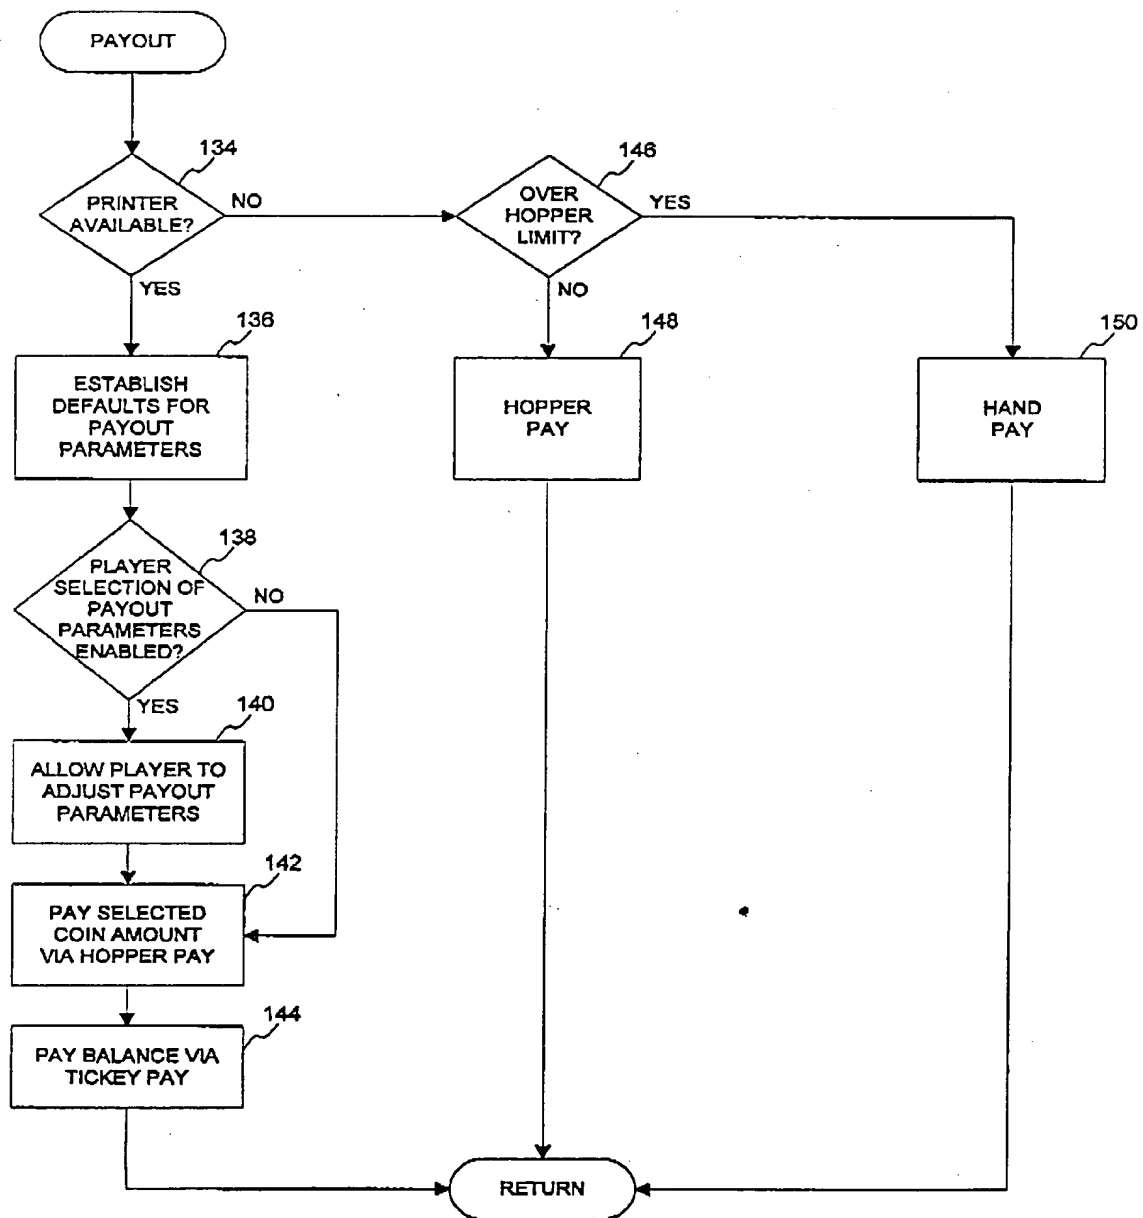 PAYOUT
134
PRINTER
AVAILABLE?
NO
YES
146
OVER
HOPPER
LIMIT?
YES
NO
136
ESTABLISH
DEFAULTS FOR
PAYOUT
PARAMETERS
148
HOPPER
PAY
150
HAND
PAY
138
PLAYER
SELECTION OF
PAYOUT
PARAMETERS
ENABLED?
NO
YES
140
ALLOW PLAYER TO
ADJUST PAYOUT
PARAMETERS
142
PAY SELECTED
COIN AMOUNT
VIA HOPPER PAY
144
PAY BALANCE VIA
TICKEY PAY
RETURN